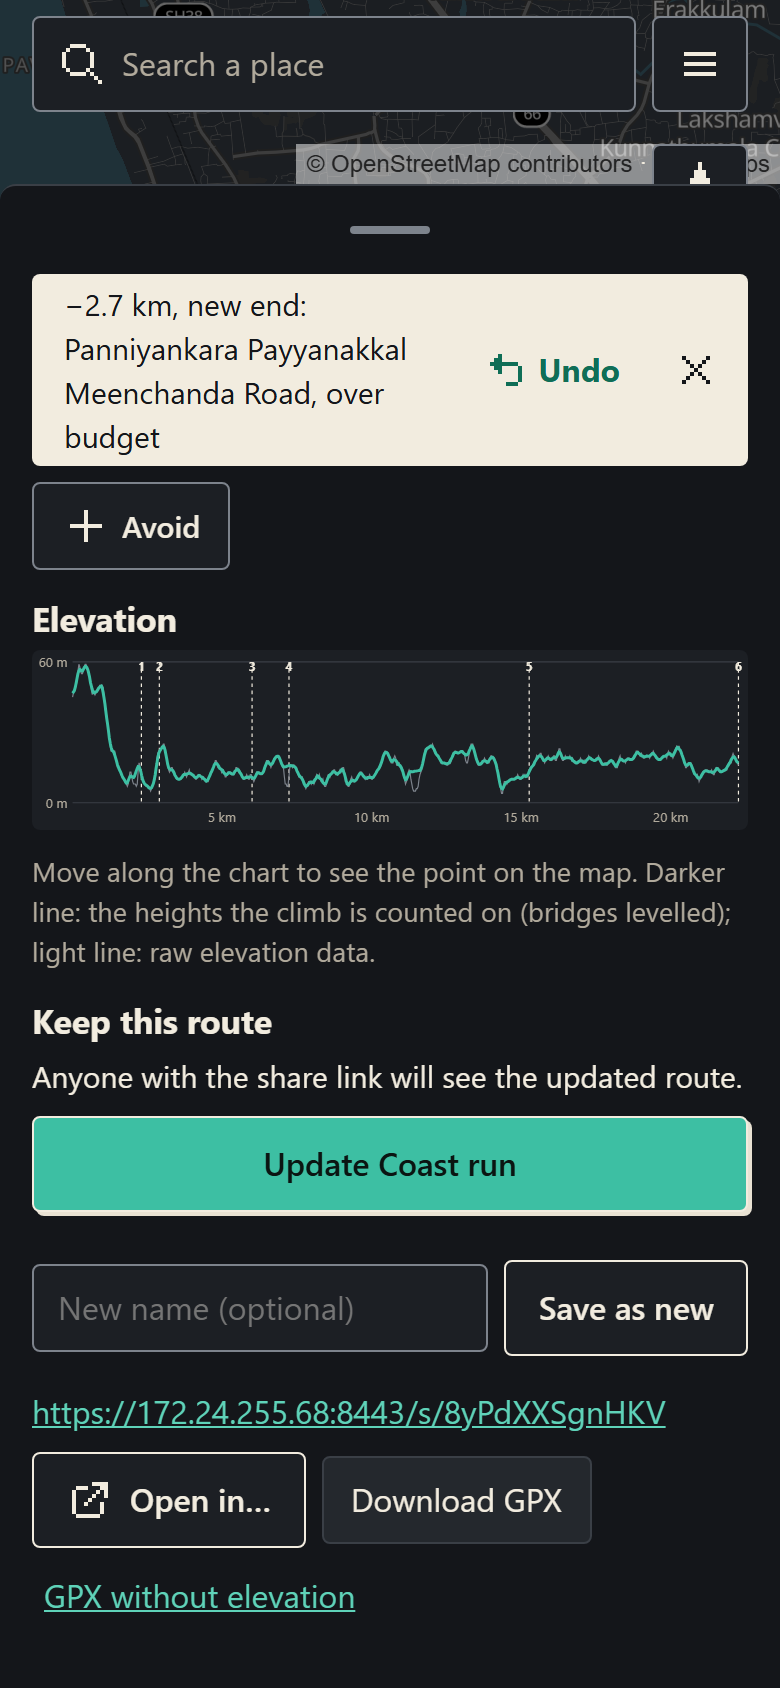 SH28
Errakulam
PA
Search a place
66
Lakshamv
© OpenStreetMap contributors ·
ps
−2.7 km, new end:
Panniyankara Payyanakkal
Meenchanda Road, over
budget
Undo
Avoid
Elevation
60 m
1 2 3 4 5 6
0 m
5 km 10 km 15 km 20 km
Move along the chart to see the point on the map. Darker
line: the heights the climb is counted on (bridges levelled);
light line: raw elevation data.
Keep this route
Anyone with the share link will see the updated route.
Update Coast run
New name (optional)
Save as new
https://172.24.255.68:8443/s/8yPdXXSgnHKV
Open in...
Download GPX
GPX without elevation